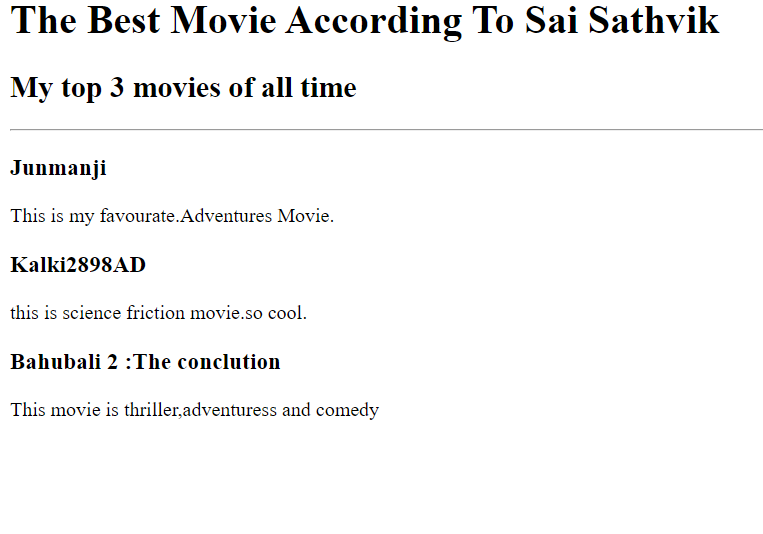 The Best Movie According To Sai Sathvik
My top 3 movies of all time
Junmanji
This is my favourate.Adventures Movie.
Kalki2898AD
this is science friction movie.so cool.
Bahubali 2 :The conclution
This movie is thriller,adventuress and comedy